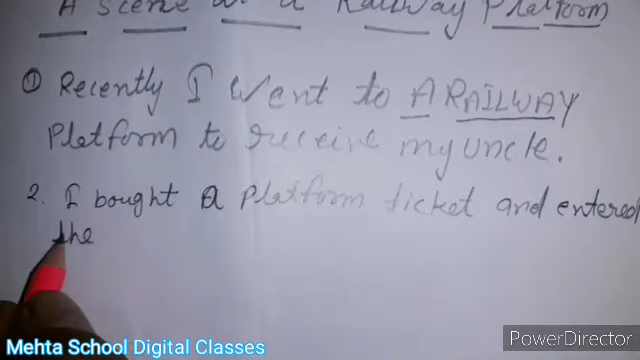 A Scene at a Railway Platform
① Recently I Went to A RAILWAY
Platform to receive my uncle.
2. I bought a Platform ticket and entered
the
Mehta School Digital Classes
PowerDirector